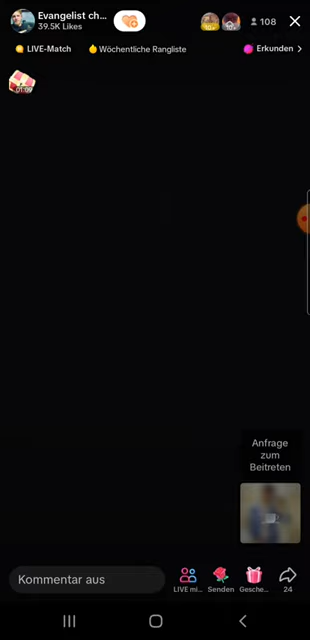 Evangelist ch...
39.5K Likes
108
LIVE-Match
Wöchentliche Rangliste
Erkunden
01:09
Anfrage
zum
Beitreten
Kommentar aus
LIVE mi...
Senden
Gesche...
24